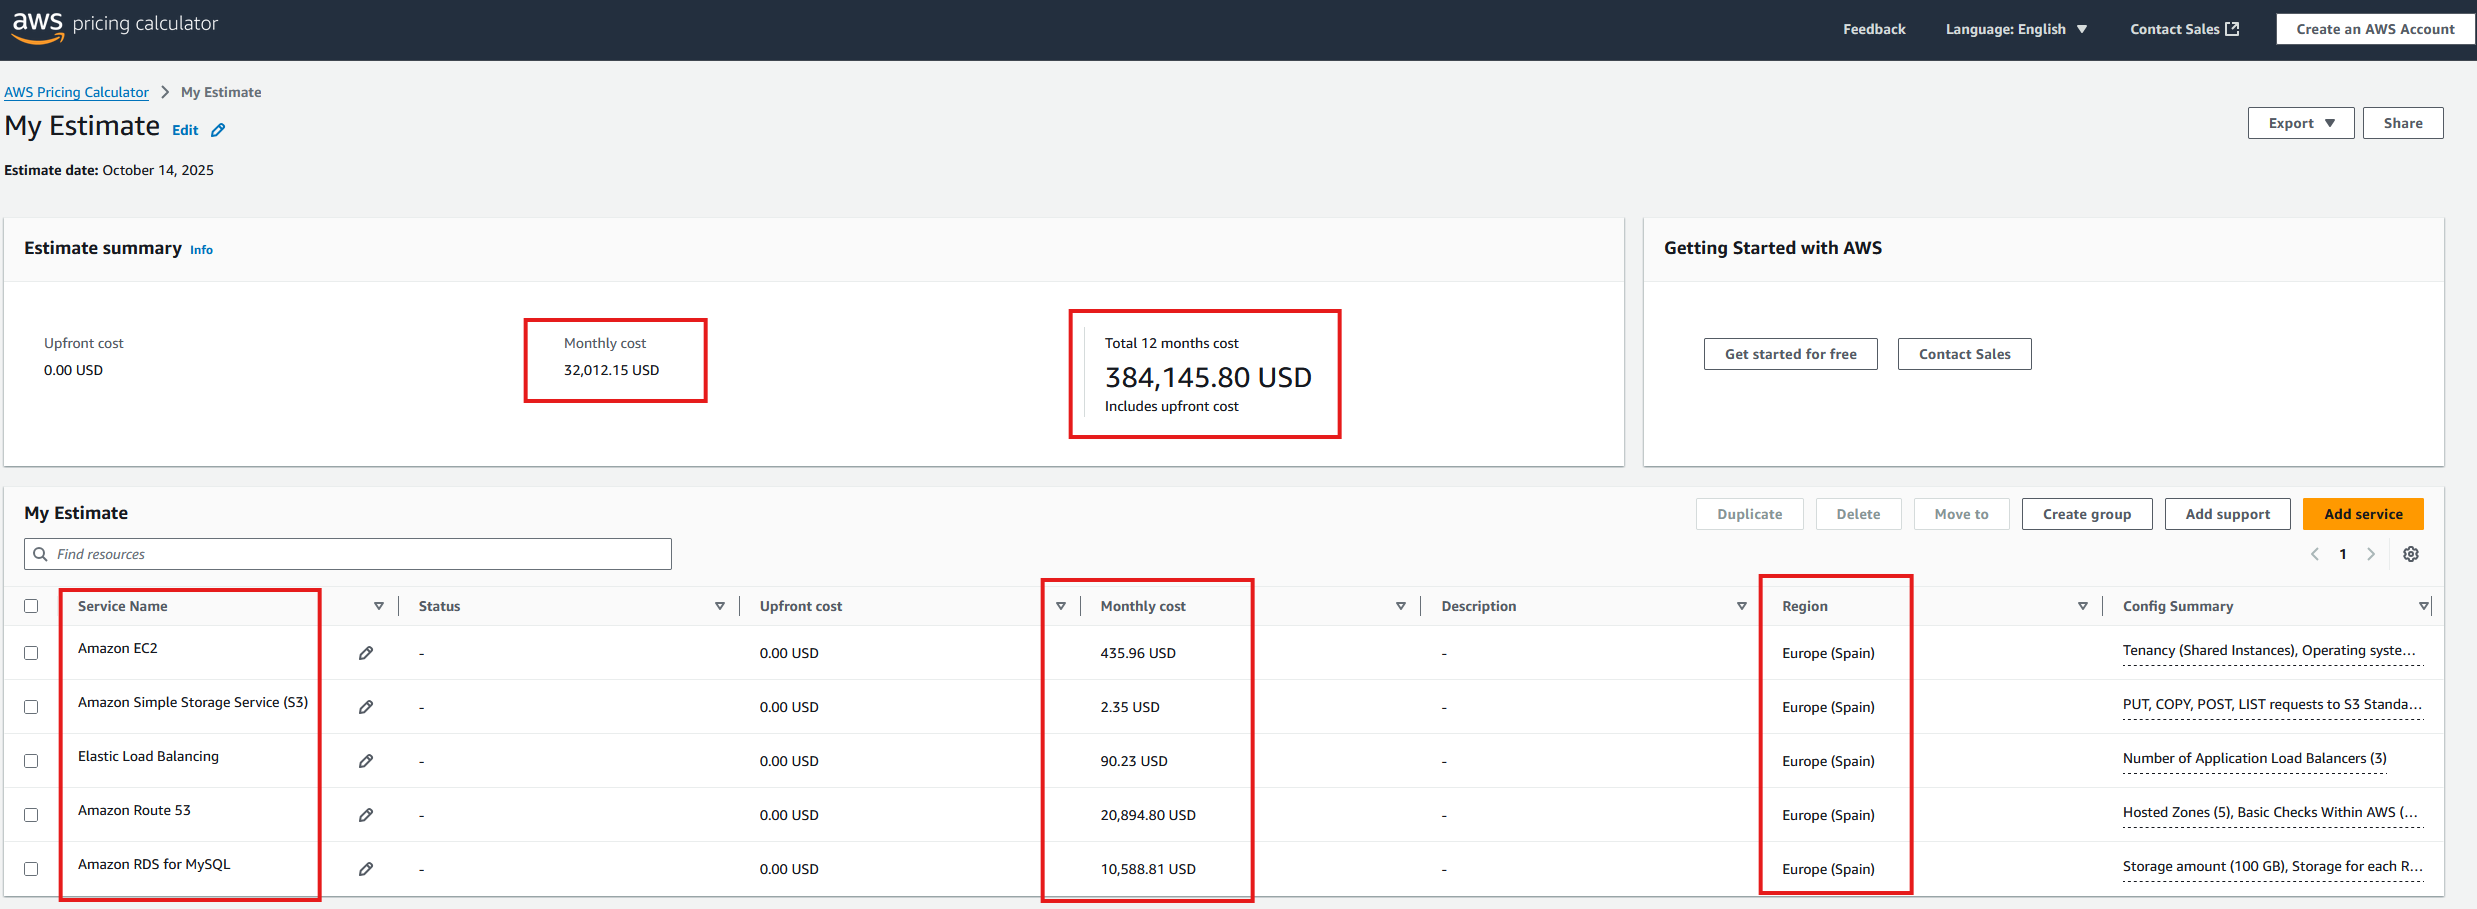 aws pricing calculator
Feedback
Language: English
Contact Sales
Create an AWS Account
AWS Pricing Calculator > My Estimate
My Estimate Edit
Export
Share
Estimate date: October 14, 2025
Estimate summary Info
Getting Started with AWS
Upfront cost
0.00 USD
Monthly cost
32,012.15 USD
Total 12 months cost
384,145.80 USD
Includes upfront cost
Get started for free
Contact Sales
My Estimate
Duplicate
Delete
Move to
Create group
Add support
Add service
Find resources
1
Service Name Status Upfront cost Monthly cost Description Region Config Summary
Amazon EC2 - 0.00 USD 435.96 USD - Europe (Spain) Tenancy (Shared Instances), Operating syste...
Amazon Simple Storage Service (S3) - 0.00 USD 2.35 USD - Europe (Spain) PUT, COPY, POST, LIST requests to S3 Standa...
Elastic Load Balancing - 0.00 USD 90.23 USD - Europe (Spain) Number of Application Load Balancers (3)
Amazon Route 53 - 0.00 USD 20,894.80 USD - Europe (Spain) Hosted Zones (5), Basic Checks Within AWS (...
Amazon RDS for MySQL - 0.00 USD 10,588.81 USD - Europe (Spain) Storage amount (100 GB), Storage for each R...